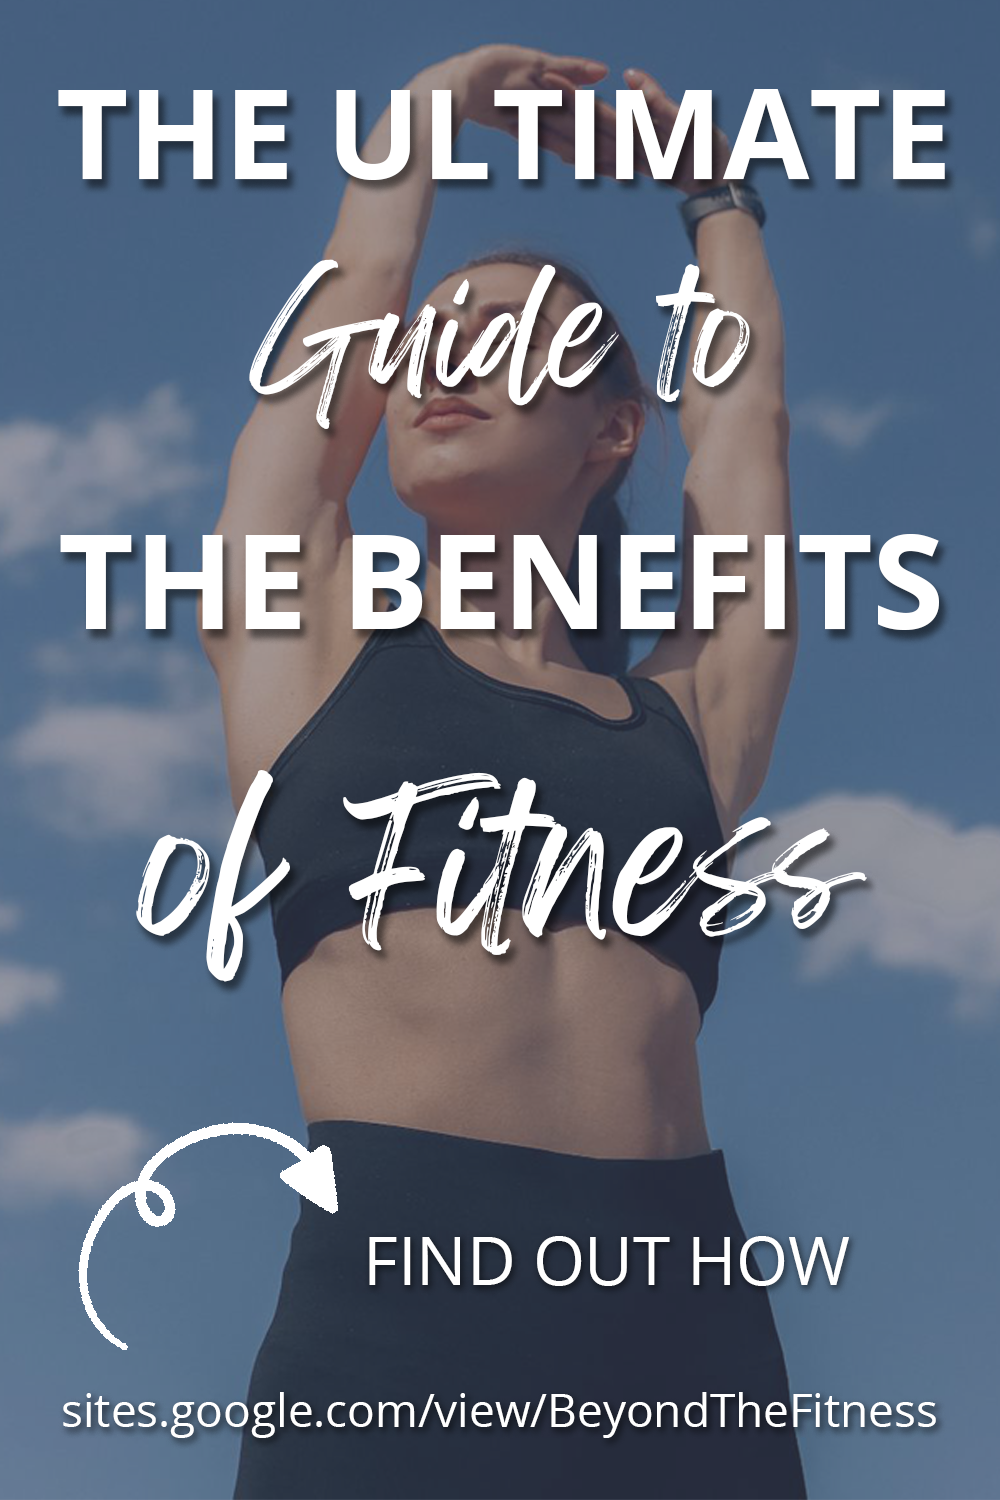 THE ULTIMATE
Guide to
THE BENEFITS
of Fitness
FIND OUT HOW
sites.google.com/view/BeyondTheFitness